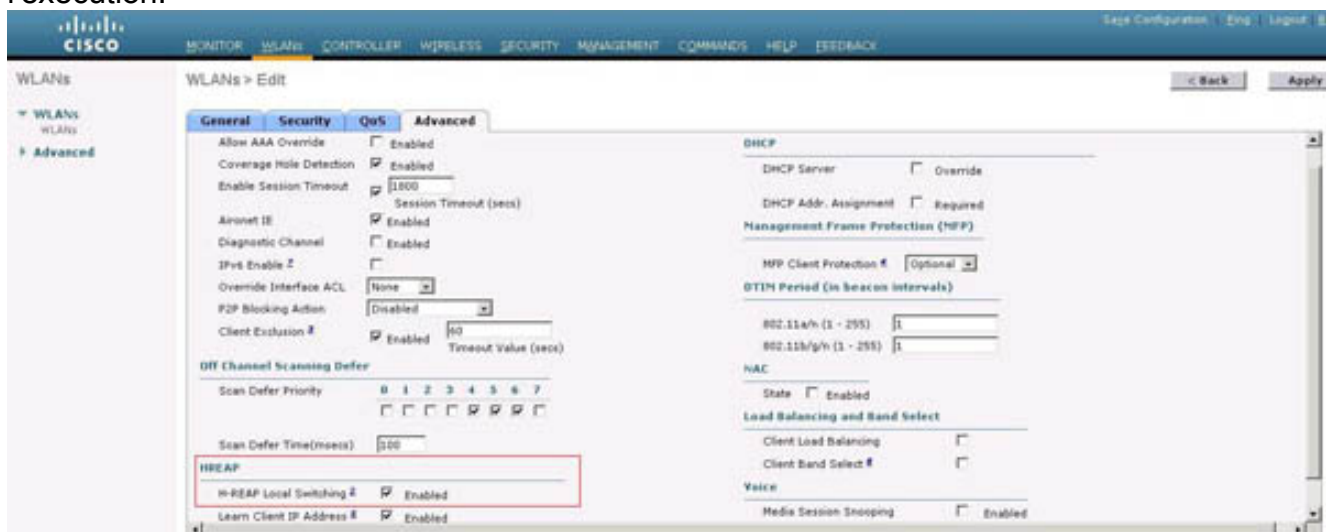 l'exécution.
CISCO
Save Configuration Ping Logout
MONITOR WLANs CONTROLLER WIRELESS SECURITY MANAGEMENT COMMANDS HELP FEEDBACK
WLANs
WLANs
WLANs
Advanced
WLANs > Edit
< Back Apply
General Security QoS Advanced
Allow AAA Override Enabled
Coverage Hole Detection Enabled
Enable Session Timeout 1800
Session Timeout (secs)
Aironet IE Enabled
Diagnostic Channel Enabled
IPv6 Enable
Override Interface ACL None
P2P Blocking Action Disabled
Client Exclusion Enabled 60
Timeout Value (secs)
Off Channel Scanning Defer
Scan Defer Priority 0 1 2 3 4 5 6 7
Scan Defer Time(msecs) 100
HREAP
H-REAP Local Switching 2 Enabled
Learn Client IP Address Enabled
DHCP
DHCP Server Override
DHCP Addr. Assignment Required
Management Frame Protection (MFP)
MFP Client Protection Optional
DTIM Period (in beacon intervals)
802.11a/n (1 - 255) 1
802.11b/g/n (1 - 255) 1
NAC
State Enabled
Load Balancing and Band Select
Client Load Balancing
Client Band Select
Voice
Media Session Snooping Enabled